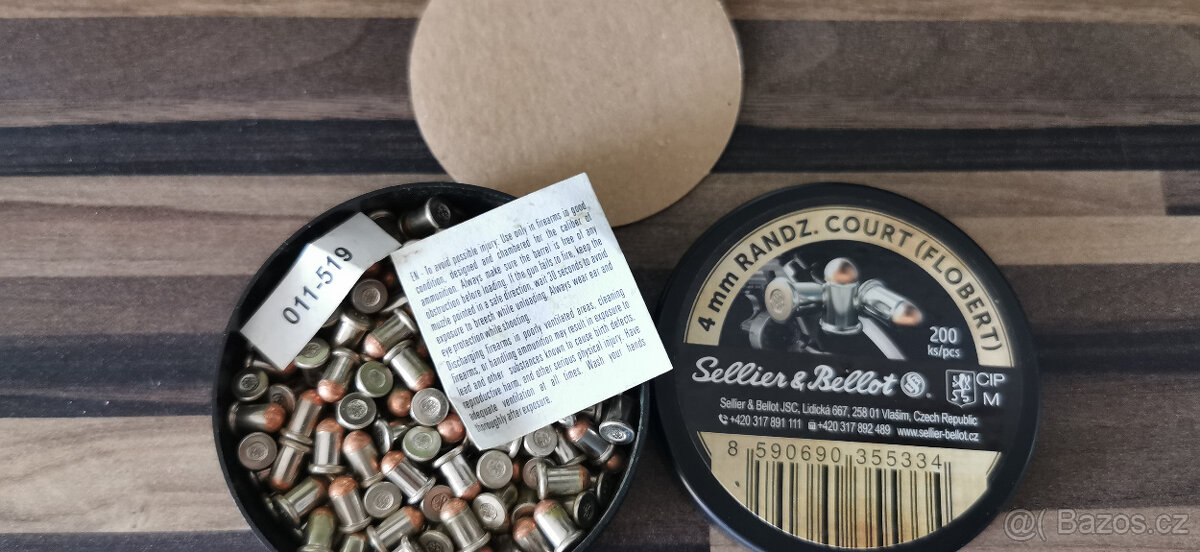 011-519
EN - To avoid possible injury: Use only in firearms in good
condition, designed and chambered for the caliber of
ammunition. Always make sure the barrel is free of any
obstruction before loading. If the gun fails to fire, keep the
muzzle pointed in a safe direction, wait 30 seconds to avoid
exposure to breech while unloading. Always wear ear and
eye protection while shooting.
Discharging firearms in poorly ventilated areas, cleaning
firearms, or handling ammunition may result in exposure to
lead and other substances known to cause birth defects,
reproductive harm, and other serious physical injury. Have
adequate ventilation at all times. Wash your hands
thoroughly after exposure.
4 mm RANDZ. COURT (FLOBERT)
200
ks/pcs
Sellier & Bellot S B ®
CIP
M
Sellier & Bellot JSC, Lidická 667, 258 01 Vlašim, Czech Republic
+420 317 891 111 +420 317 892 489 www.sellier-bellot.cz
8 590690 355334
@( Bazos.cz